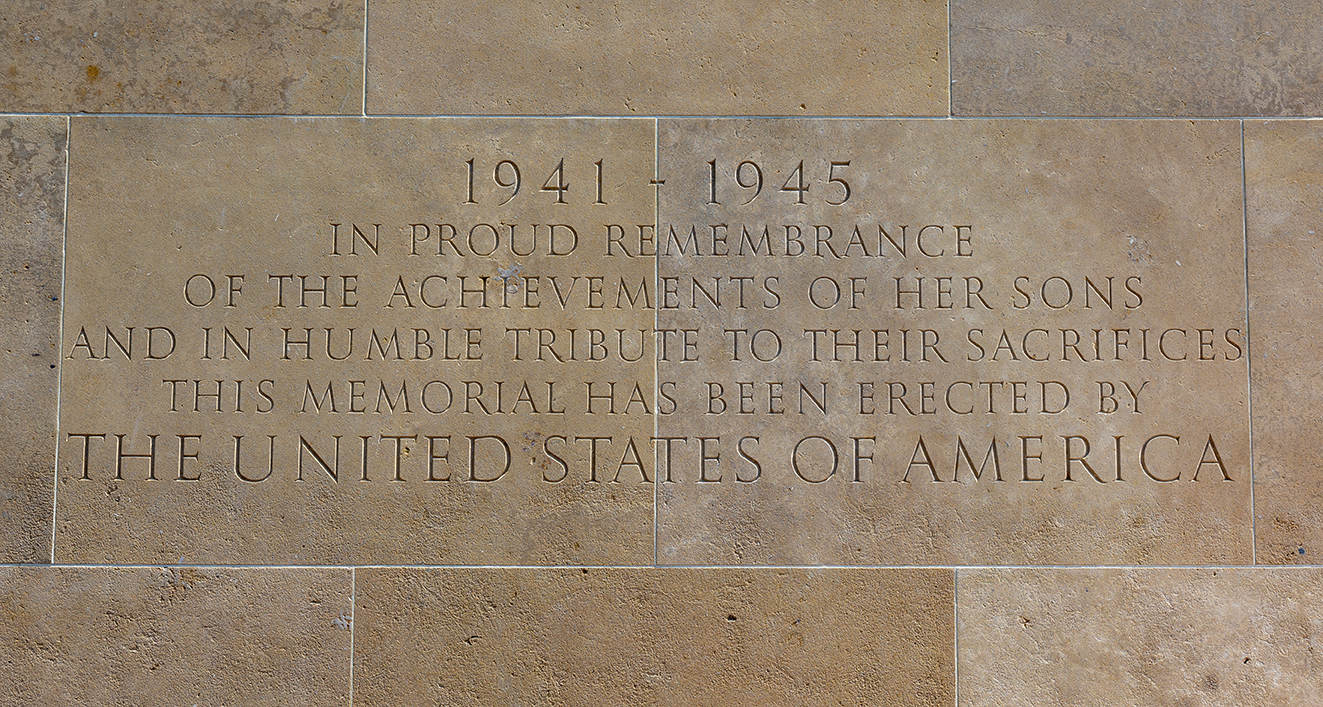 1941 - 1945
IN PROUD REMEMBRANCE
OF THE ACHIEVEMENTS OF HER SONS
AND IN HUMBLE TRIBUTE TO THEIR SACRIFICES
THIS MEMORIAL HAS BEEN ERECTED BY
THE UNITED STATES OF AMERICA